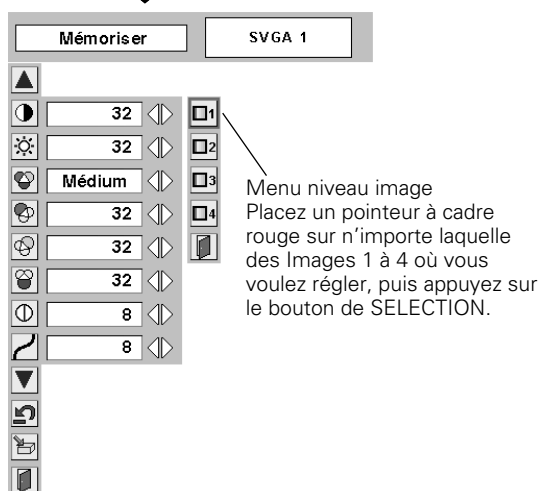 Mémoriser SVGA 1
32 1
32 2
Médium 3
32 4
32
32
8
8
Menu niveau image
Placez un pointeur à cadre
rouge sur n’importe laquelle
des Images 1 à 4 où vous
voulez régler, puis appuyez sur
le bouton de SELECTION.